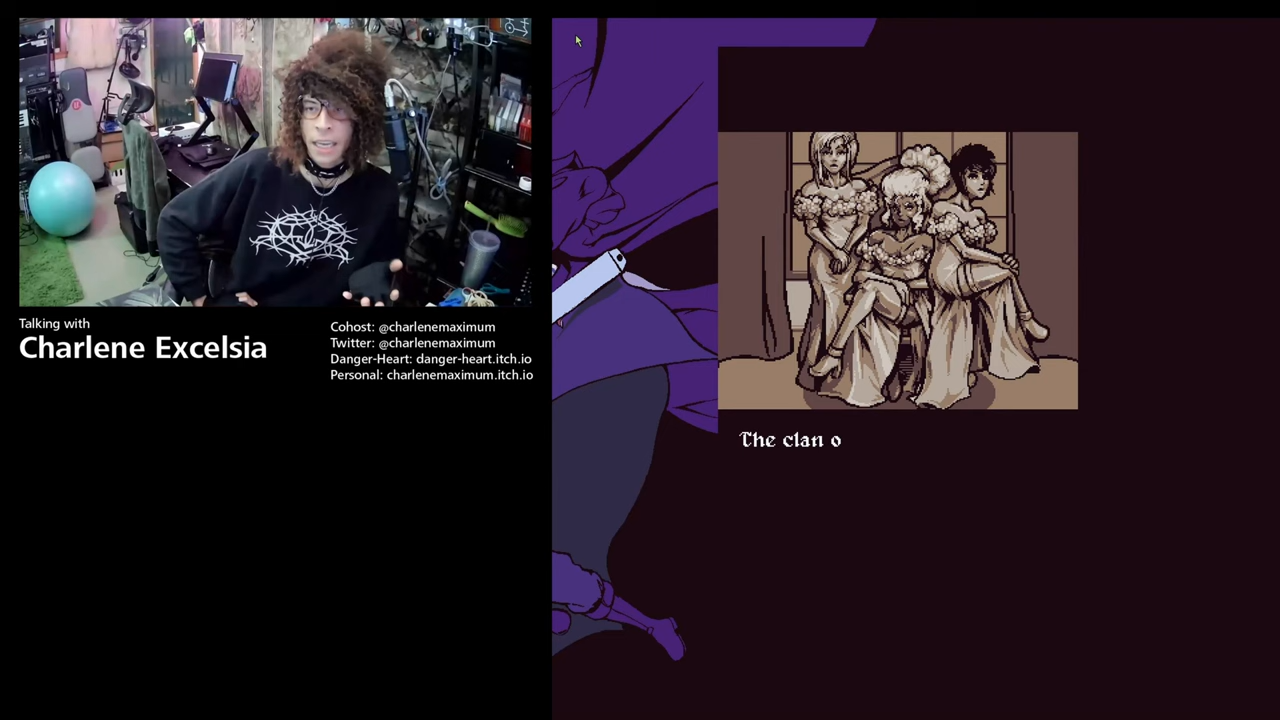 Talking with
Charlene Excelsia
Cohost: @charlenemaximum
Twitter: @charlenemaximum
Danger-Heart: danger-heart.itch.io
Personal: charlenemaximum.itch.io
The clan o